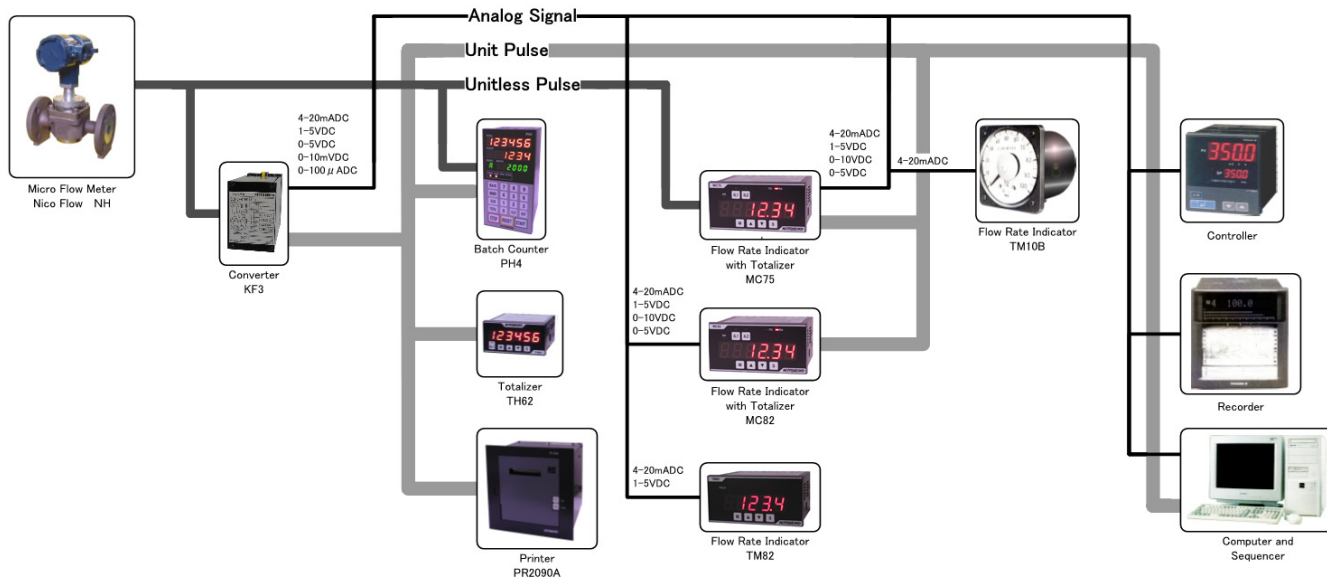 Analog Signal
Unit Pulse
Unitless Pulse
Micro Flow Meter
Nico Flow NH
4-20mADC
1-5VDC
0-5VDC
0-10mVDC
0-100μADC
Converter
KF3
123456
1234
2000
Batch Counter
PH4
123456
Totalizer
TH62
Printer
PR2090A
12.34
Flow Rate Indicator
with Totalizer
MC75
4-20mADC
1-5VDC
0-10VDC
0-5VDC
4-20mADC
1-5VDC
0-10VDC
0-5VDC
12.34
Flow Rate Indicator
with Totalizer
MC82
4-20mADC
1-5VDC
123.4
Flow Rate Indicator
TM82
4-20mADC
Flow Rate Indicator
TM10B
350.0
350.0
Controller
100.0
Recorder
Computer and
Sequencer